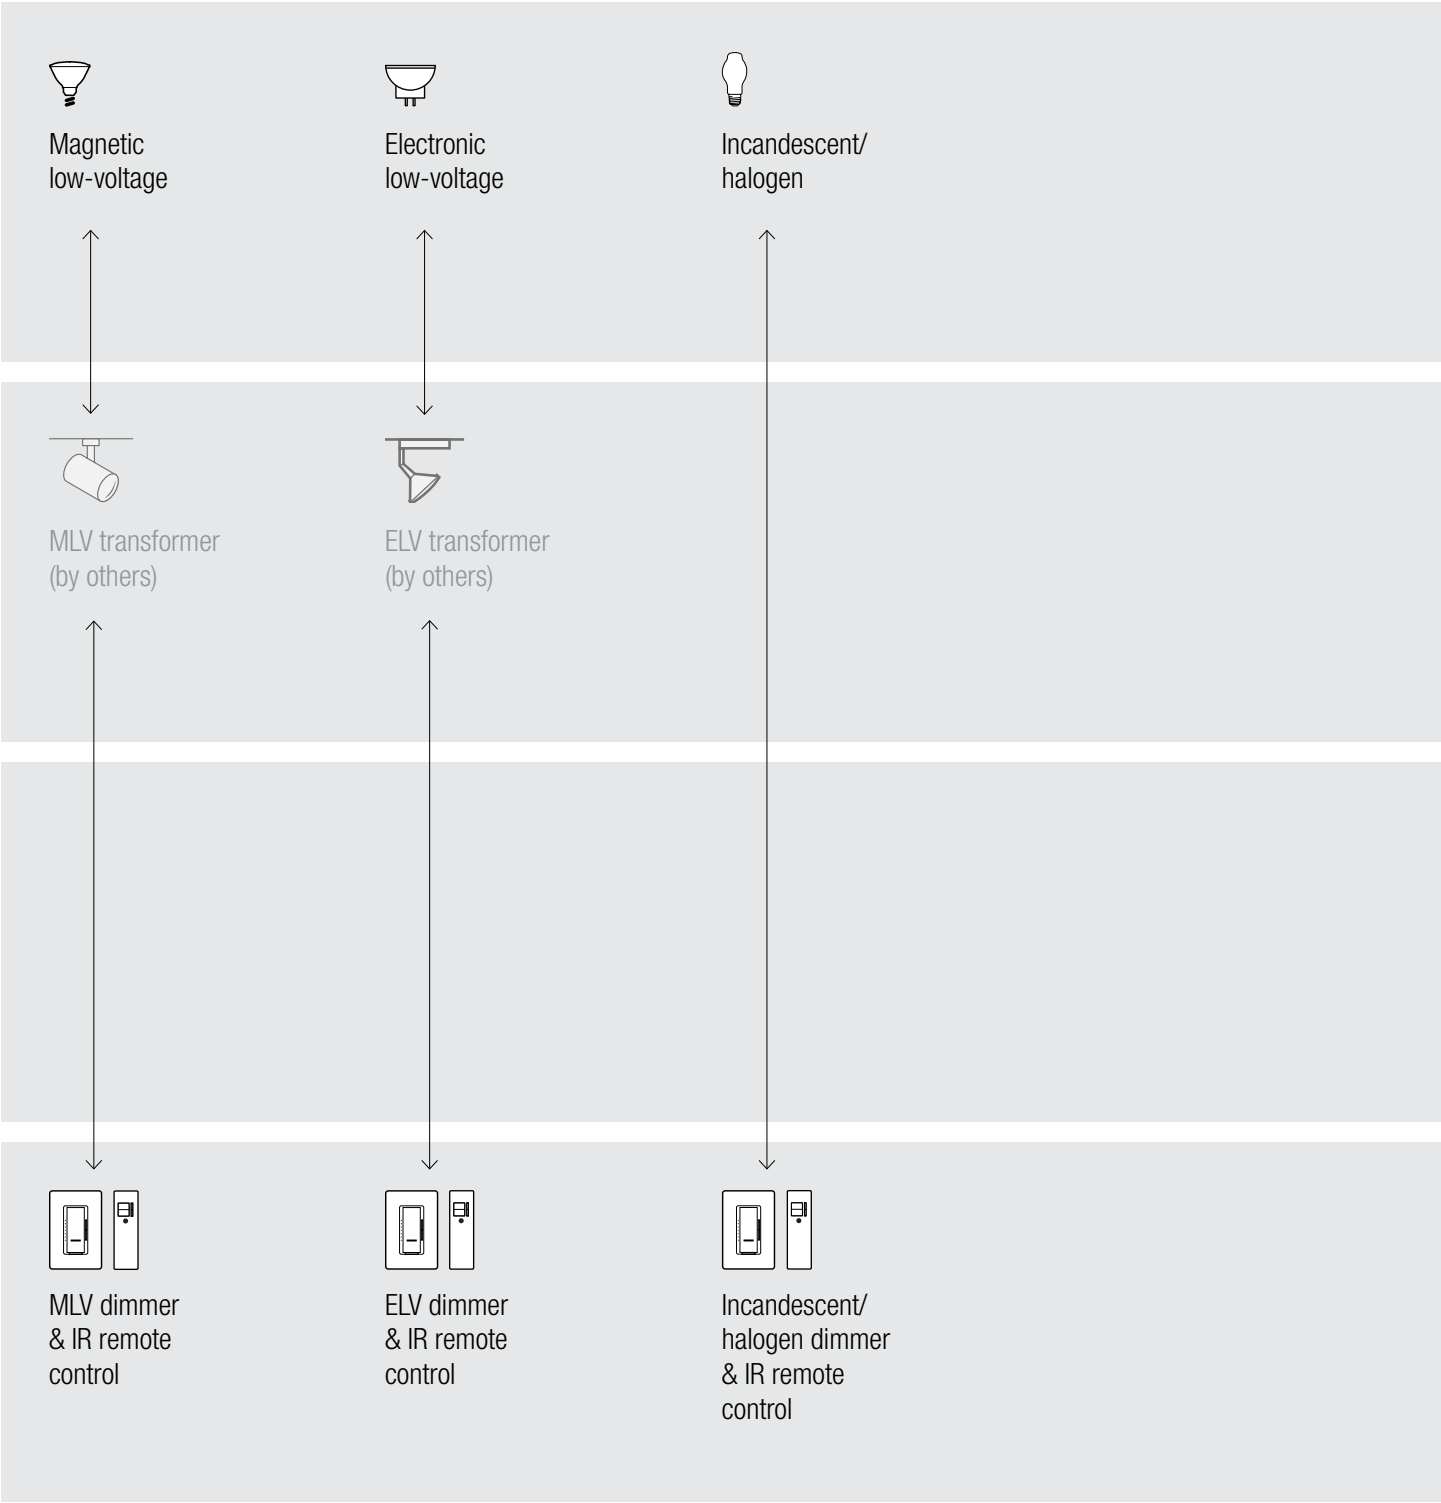 Magnetic
low-voltage
Electronic
low-voltage
Incandescent/
halogen
MLV transformer
(by others)
ELV transformer
(by others)
MLV dimmer
& IR remote
control
ELV dimmer
& IR remote
control
Incandescent/
halogen dimmer
& IR remote
control